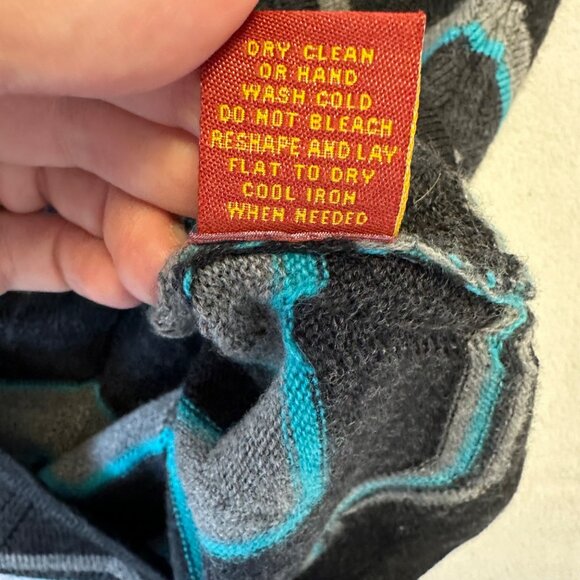 DRY CLEAN
OR HAND
WASH COLD
DO NOT BLEACH
RESHAPE AND LAY
FLAT TO DRY
COOL IRON
WHEN NEEDED